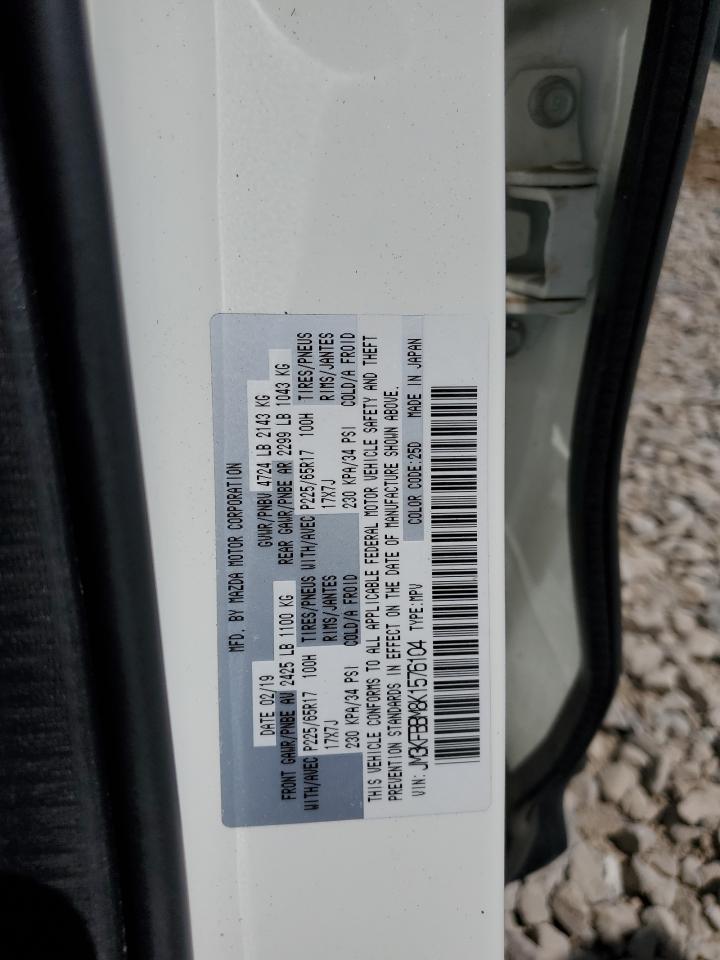 MFD. BY MAZDA MOTOR CORPORATION
DATE 02/19 GVWR/PNBV 4724 LB 2143 KG
FRONT GAWR/PNBE AV 2425 LB 1100 KG REAR GAWR/PNBE AR 2299 LB 1043 KG
WITH/AVEC P225/65R17 100H TIRES/PNEUS WITH/AVEC P225/65R17 100H TIRES/PNEUS
17X7J RIMS/JANTES 17X7J RIMS/JANTES
230 KPA/34 PSI COLD/A FROID 230 KPA/34 PSI COLD/A FROID
THIS VEHICLE CONFORMS TO ALL APPLICABLE FEDERAL MOTOR VEHICLE SAFETY AND THEFT
PREVENTION STANDARDS IN EFFECT ON THE DATE OF MANUFACTURE SHOWN ABOVE.
VIN: JM3KFBBM8K1576104 TYPE:MPV COLOR CODE:25D MADE IN JAPAN